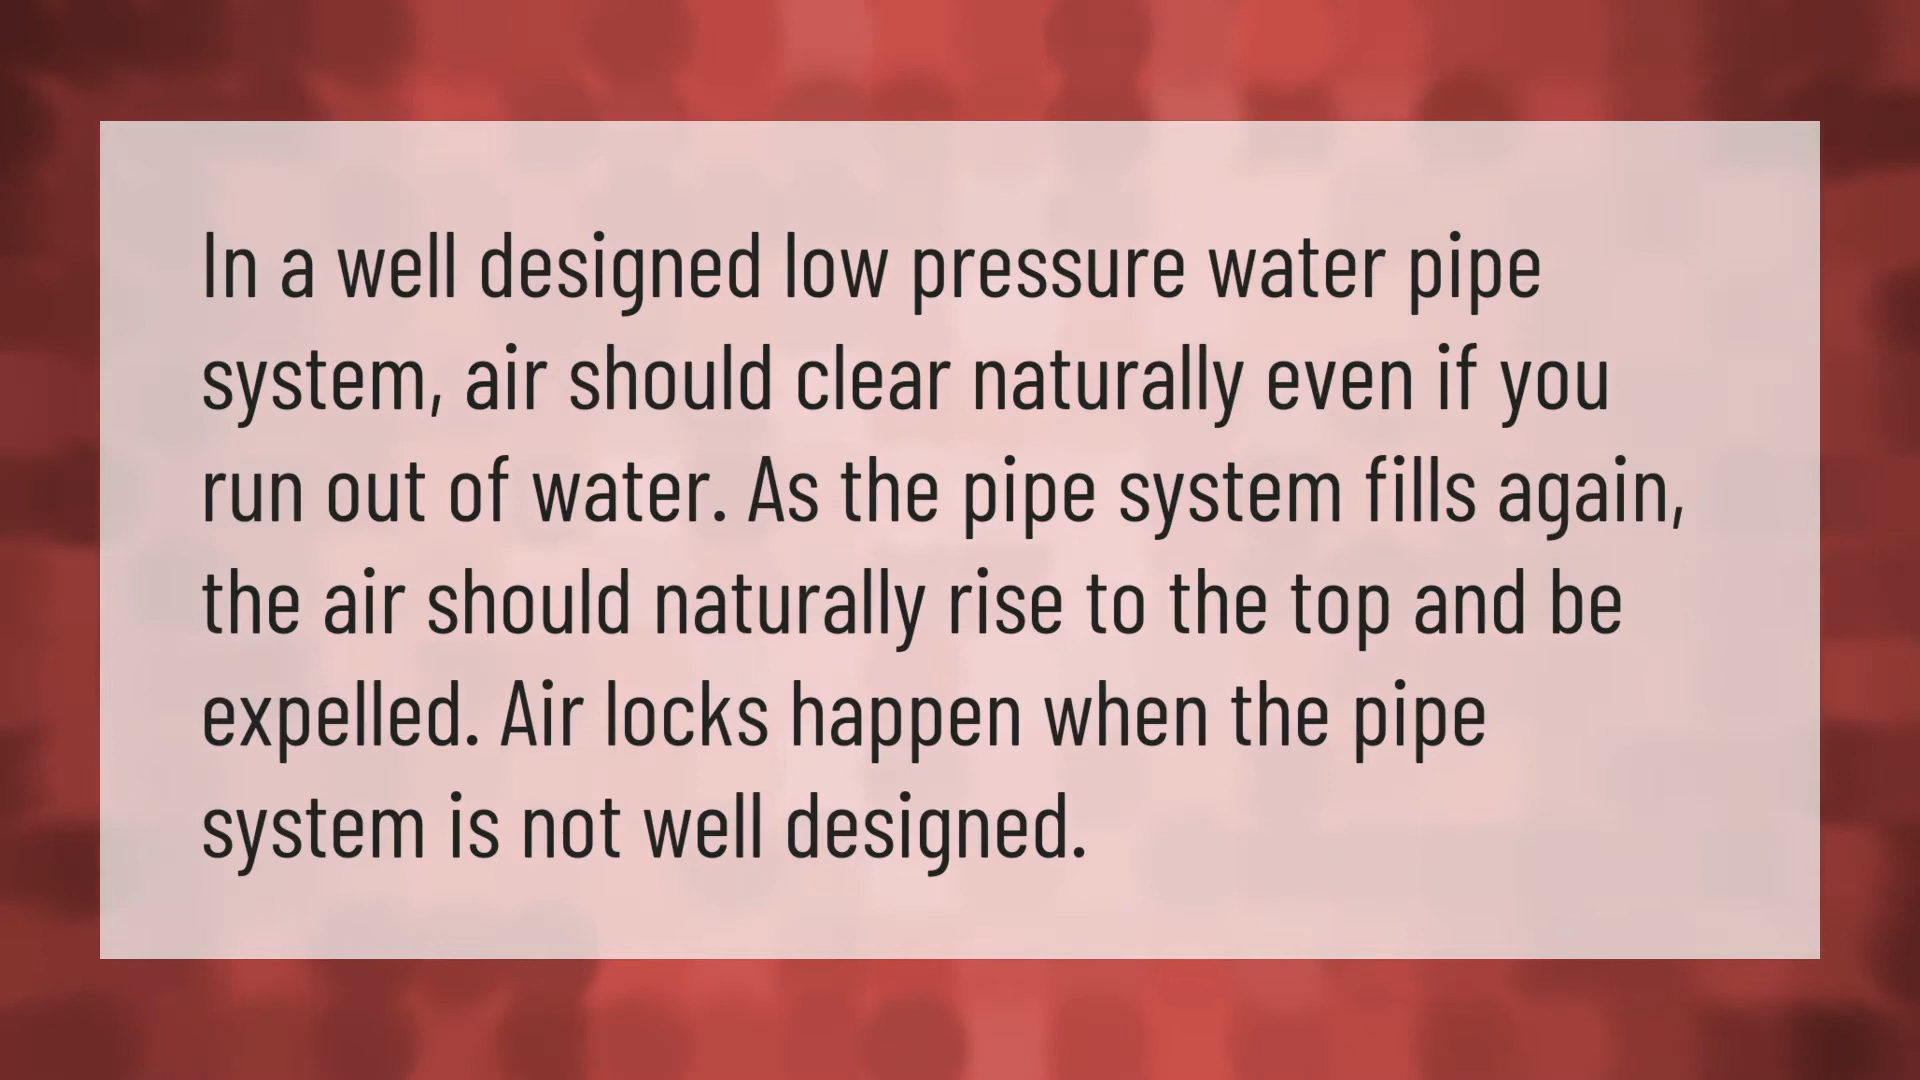 In a well designed low pressure water pipe
system, air should clear naturally even if you
run out of water. As the pipe system fills again,
the air should naturally rise to the top and be
expelled. Air locks happen when the pipe
system is not well designed.